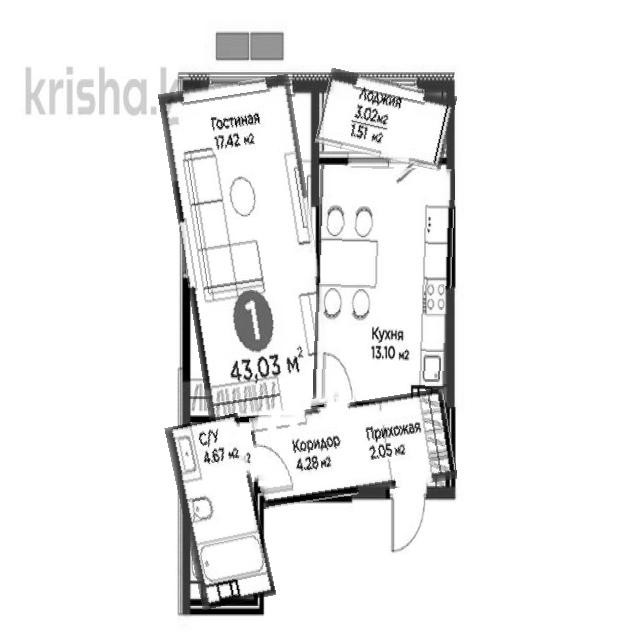 krisha.k
Гостиная
17.42 м2
Лоджия
3.02м2
1.51 м2
1
43,03 м2
Кухня
13.10 м2
С/У
4.67 м2
Коридор
4.28 м2
Прихожая
2.05 м2